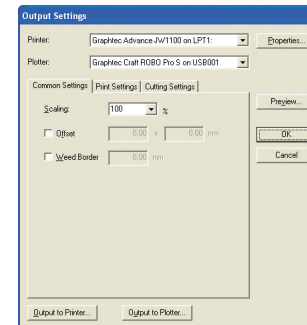 Output Settings
Printer: Graphtec Advance JW1100 on LPT1: Properties...
Plotter: Graphtec Craft ROBO Pro S on USB001
Common Settings Print Settings Cutting Settings
Preview...
Scaling: 100 %
Offset 0.00 x 0.00 mm
OK
Weed Border 0.00 mm
Cancel
Output to Printer... Output to Plotter...